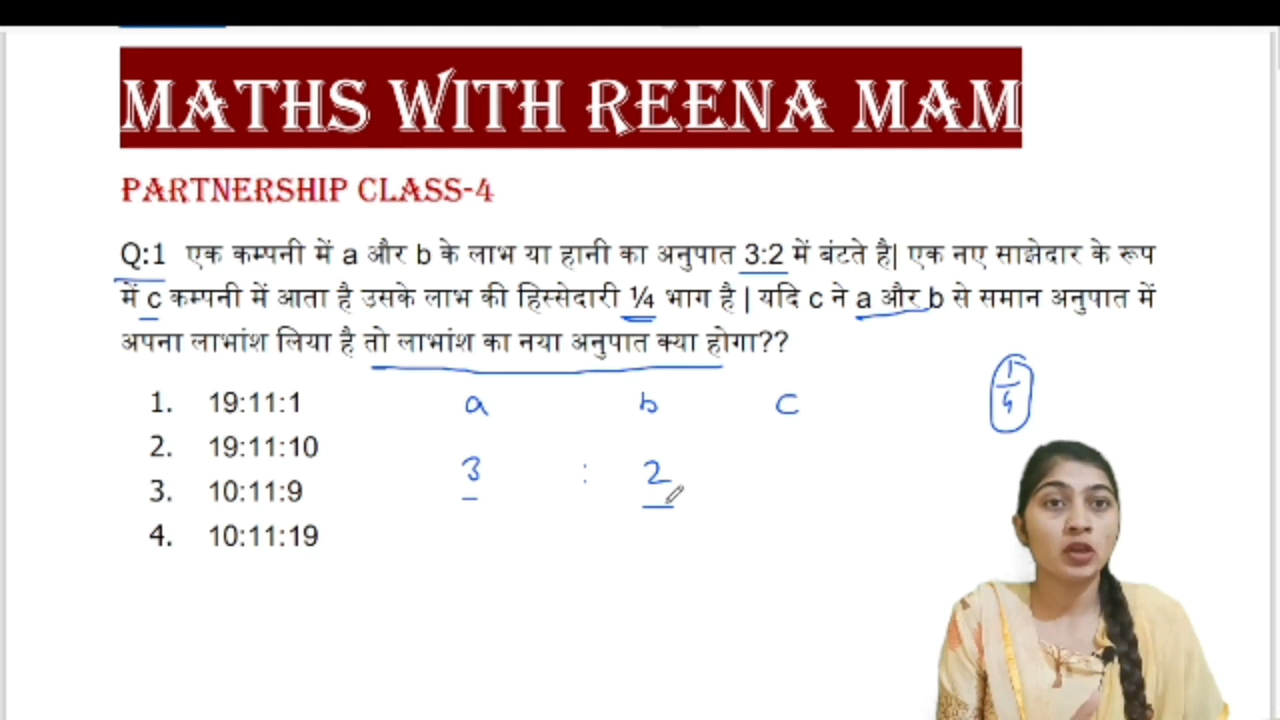 MATHS WITH REENA MAM
PARTNERSHIP CLASS-4
Q:1 एक कम्पनी में a और b के लाभ या हानी का अनुपात 3:2 में बंटते है| एक नए साझेदार के रूप
में c कम्पनी में आता है उसके लाभ की हिस्सेदारी ¼ भाग है | यदि c ने a और b से समान अनुपात में
अपना लाभांश लिया है तो लाभांश का नया अनुपात क्या होगा??
1. 19:11:1
2. 19:11:10
3. 10:11:9
4. 10:11:19
a b c
3 : 2
1/4